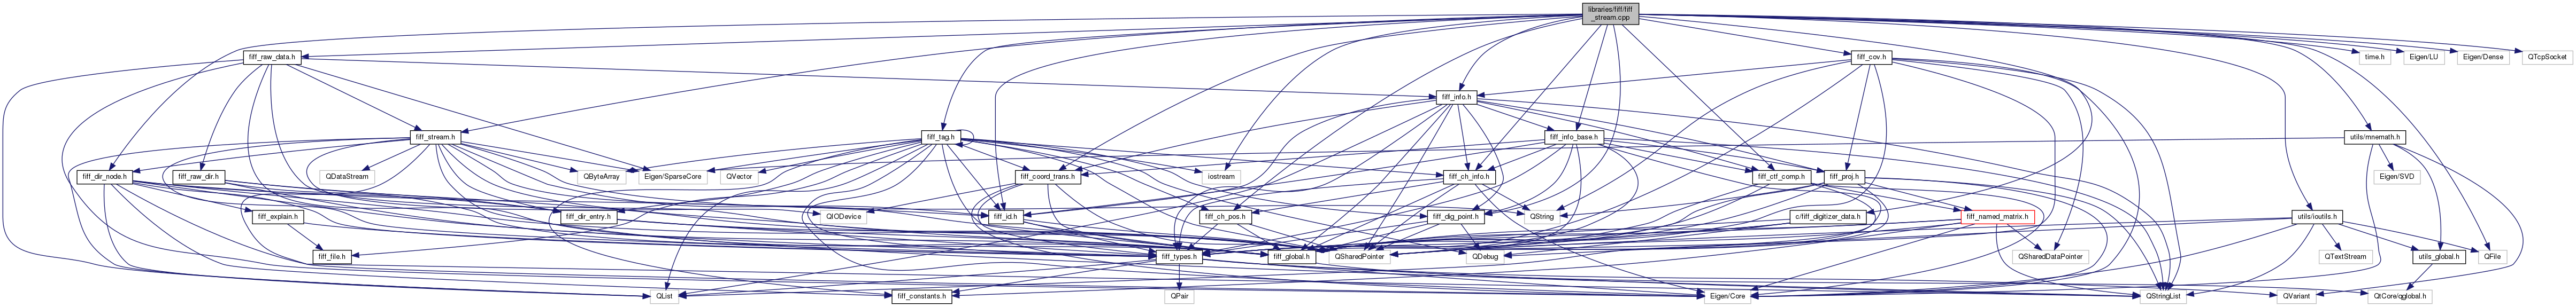 libraries/fiff/fiff
_stream.cpp
fiff_raw_data.h
fiff_cov.h
time.h
Eigen/LU
Eigen/Dense
QTcpSocket
fiff_info.h
fiff_stream.h
fiff_tag.h
fiff_info_base.h
utils/mnemath.h
fiff_dir_node.h
fiff_raw_dir.h
QDataStream
QByteArray
Eigen/SparseCore
QVector
fiff_coord_trans.h
iostream
fiff_ch_info.h
fiff_ctf_comp.h
fiff_proj.h
Eigen/SVD
fiff_explain.h
fiff_dir_entry.h
QIODevice
fiff_id.h
fiff_ch_pos.h
fiff_dig_point.h
QString
c/fiff_digitizer_data.h
fiff_named_matrix.h
utils/ioutils.h
fiff_file.h
fiff_types.h
fiff_global.h
QSharedPointer
QDebug
QSharedDataPointer
QTextStream
utils_global.h
QFile
QList
fiff_constants.h
QPair
Eigen/Core
QStringList
QVariant
QtCore/qglobal.h